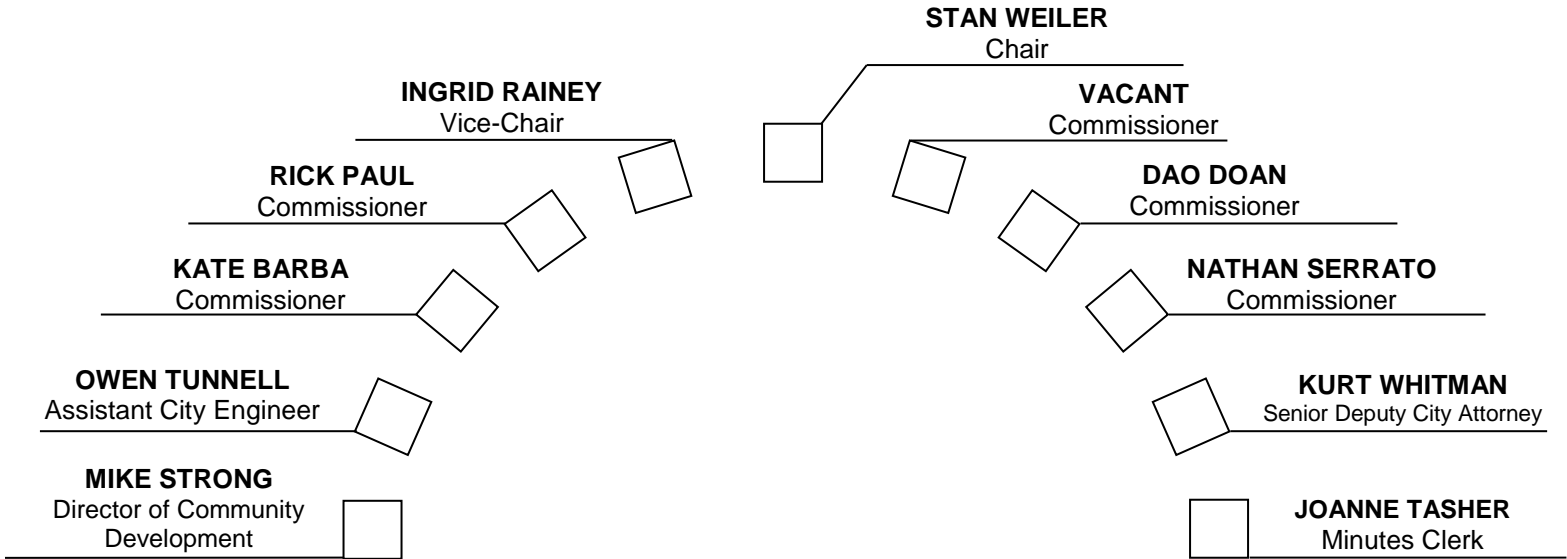 STAN WEILER
Chair
INGRID RAINEY
Vice-Chair
VACANT
Commissioner
RICK PAUL
Commissioner
DAO DOAN
Commissioner
KATE BARBA
Commissioner
NATHAN SERRATO
Commissioner
OWEN TUNNELL
Assistant City Engineer
KURT WHITMAN
Senior Deputy City Attorney
MIKE STRONG
Director of Community
Development
JOANNE TASHER
Minutes Clerk